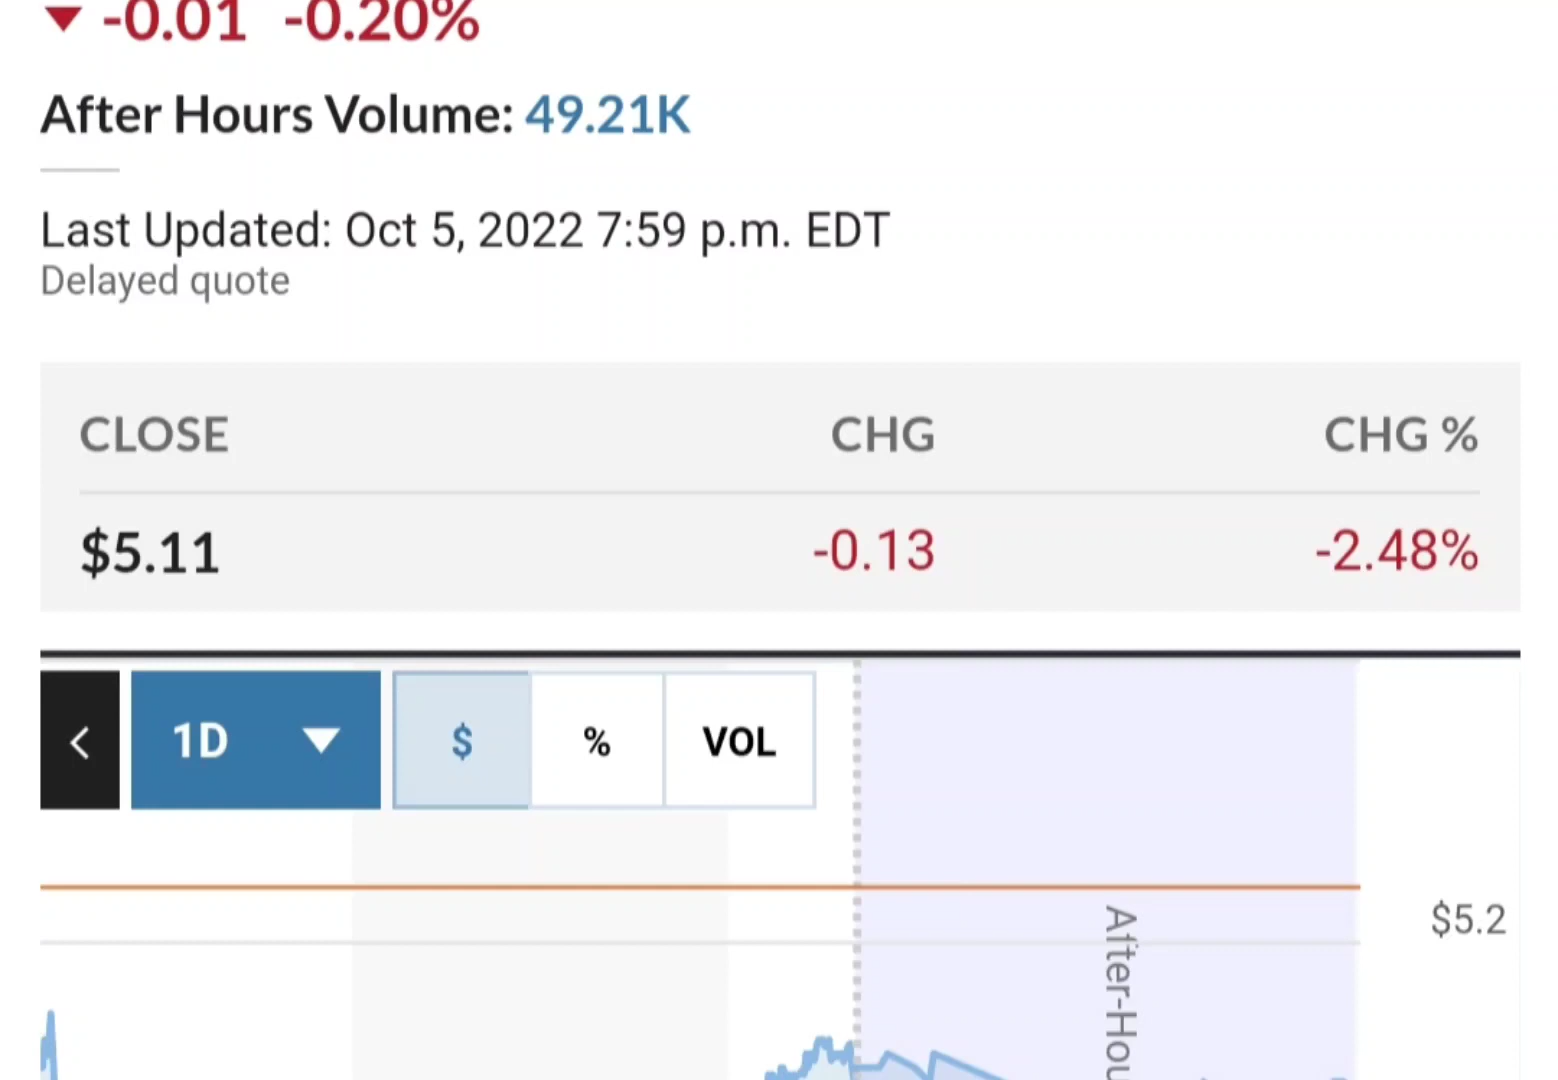 -0.01 -0.20%
After Hours Volume: 49.21K
Last Updated: Oct 5, 2022 7:59 p.m. EDT
Delayed quote
CLOSE CHG CHG %
$5.11 -0.13 -2.48%
1D $ % VOL
$5.2
After-Hou